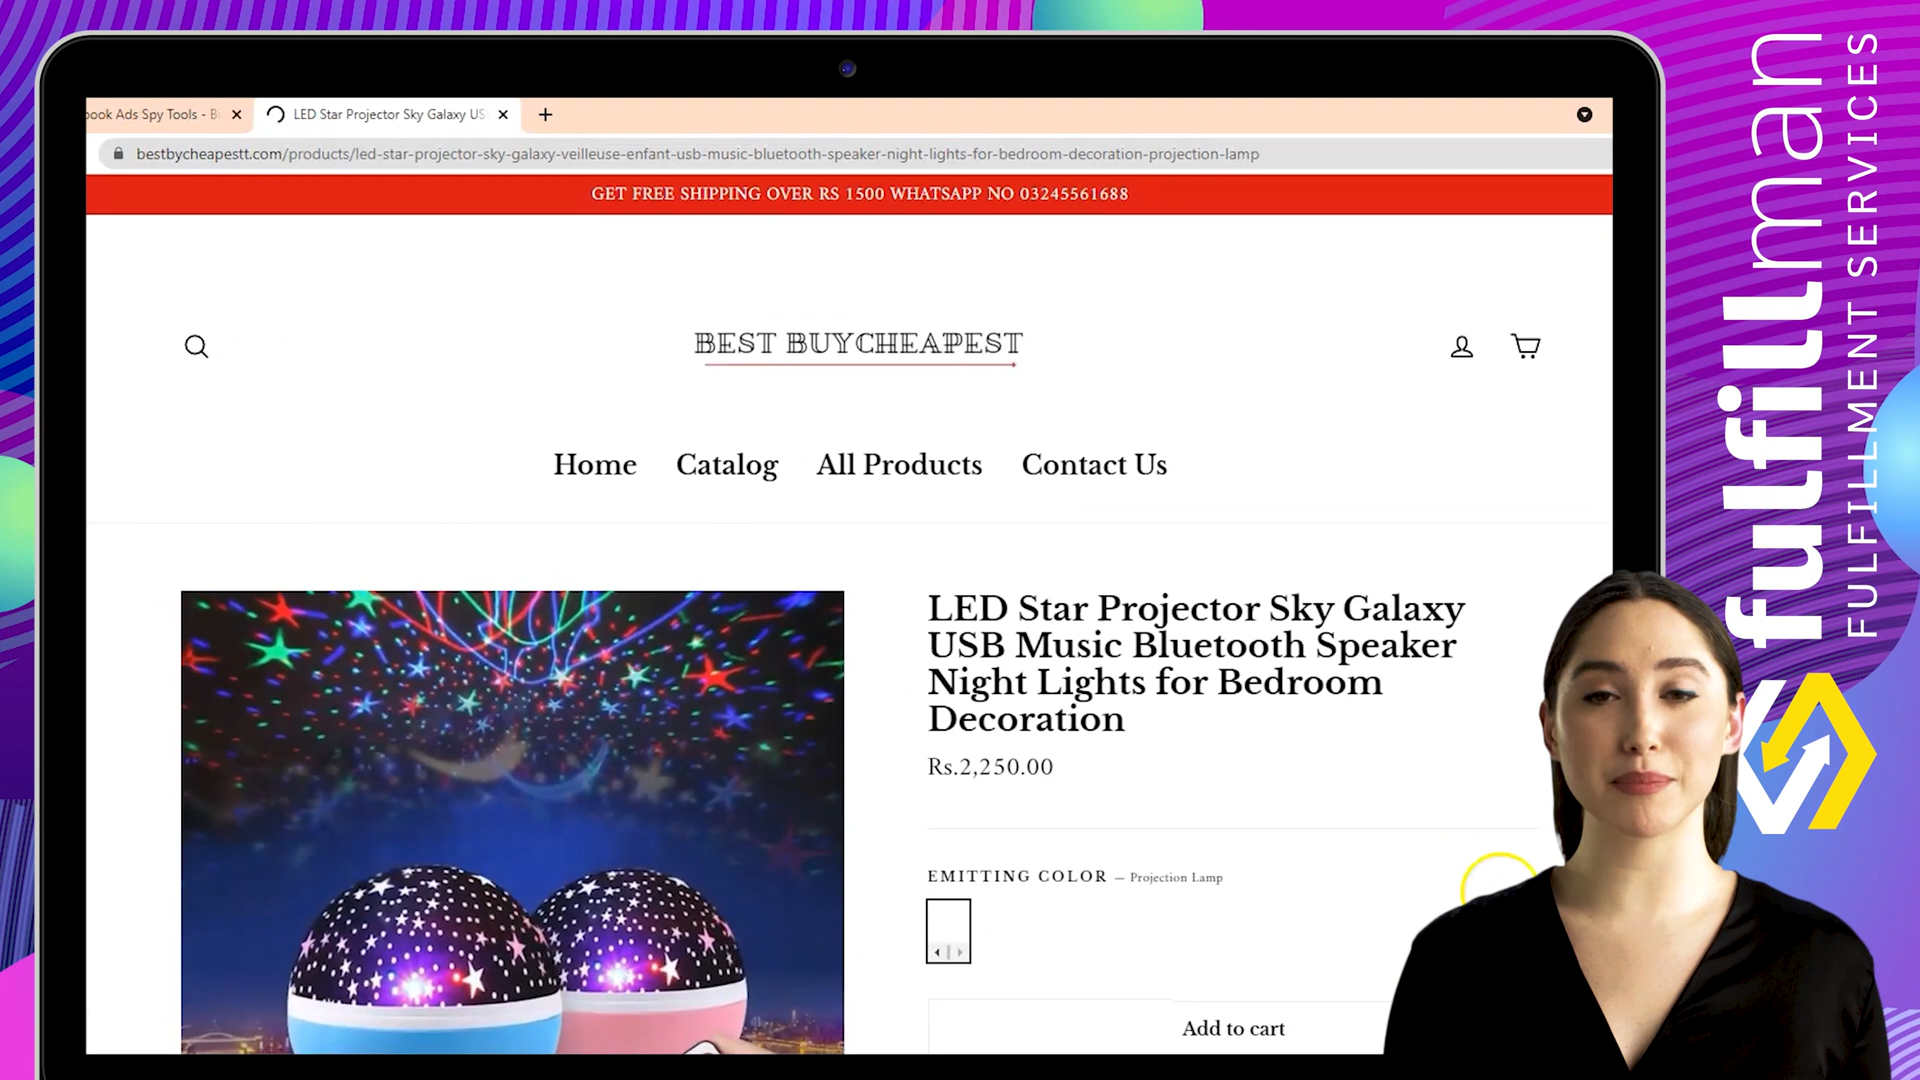 book Ads Spy Tools - Bi
LED Star Projector Sky Galaxy US
bestbycheapestt.com/products/led-star-projector-sky-galaxy-veilleuse-enfant-usb-music-bluetooth-speaker-night-lights-for-bedroom-decoration-projection-lamp
GET FREE SHIPPING OVER RS 1500 WHATSAPP NO 03245561688
BEST BUYCHEAPEST
Home Catalog All Products Contact Us
LED Star Projector Sky Galaxy
USB Music Bluetooth Speaker
Night Lights for Bedroom
Decoration
Rs.2,250.00
EMITTING COLOR — Projection Lamp
Add to cart
fulfillman
FULFILLMENT SERVICES